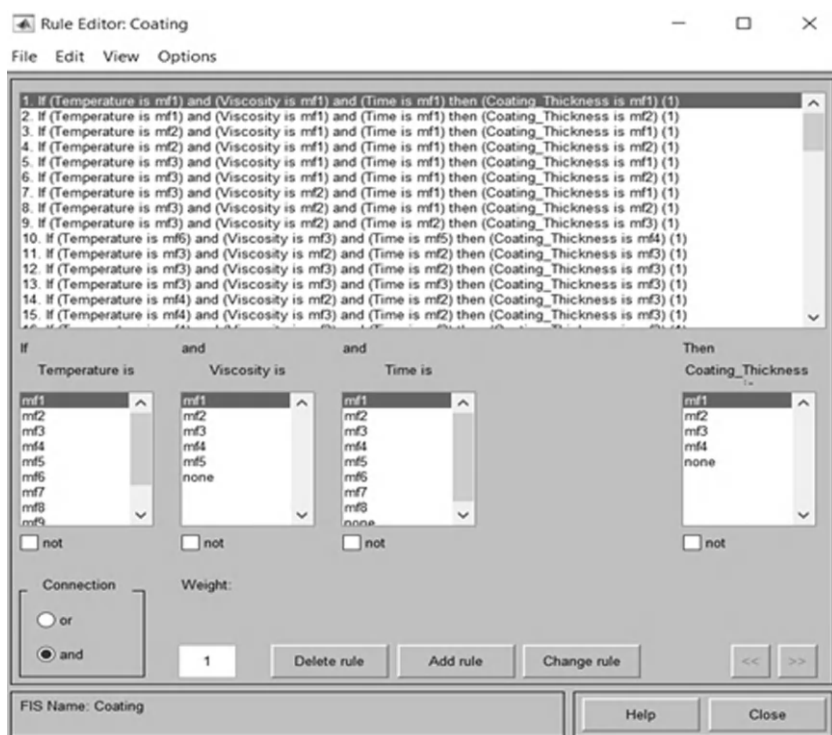 Rule Editor: Coating
File Edit View Options
1. If (Temperature is mf1) and (Viscosity is mf1) and (Time is mf1) then (Coating_Thickness is mf1) (1)
2. If (Temperature is mf1) and (Viscosity is mf1) and (Time is mf1) then (Coating_Thickness is mf2) (1)
3. If (Temperature is mf2) and (Viscosity is mf1) and (Time is mf1) then (Coating_Thickness is mf1) (1)
4. If (Temperature is mf2) and (Viscosity is mf1) and (Time is mf1) then (Coating_Thickness is mf2) (1)
5. If (Temperature is mf3) and (Viscosity is mf1) and (Time is mf1) then (Coating_Thickness is mf1) (1)
6. If (Temperature is mf3) and (Viscosity is mf1) and (Time is mf1) then (Coating_Thickness is mf2) (1)
7. If (Temperature is mf3) and (Viscosity is mf2) and (Time is mf1) then (Coating_Thickness is mf1) (1)
8. If (Temperature is mf3) and (Viscosity is mf2) and (Time is mf1) then (Coating_Thickness is mf2) (1)
9. If (Temperature is mf3) and (Viscosity is mf2) and (Time is mf2) then (Coating_Thickness is mf3) (1)
10. If (Temperature is mf6) and (Viscosity is mf3) and (Time is mf5) then (Coating_Thickness is mf4) (1)
11. If (Temperature is mf3) and (Viscosity is mf2) and (Time is mf2) then (Coating_Thickness is mf3) (1)
12. If (Temperature is mf3) and (Viscosity is mf3) and (Time is mf2) then (Coating_Thickness is mf3) (1)
13. If (Temperature is mf3) and (Viscosity is mf3) and (Time is mf2) then (Coating_Thickness is mf3) (1)
14. If (Temperature is mf4) and (Viscosity is mf2) and (Time is mf2) then (Coating_Thickness is mf3) (1)
15. If (Temperature is mf4) and (Viscosity is mf3) and (Time is mf2) then (Coating_Thickness is mf3) (1)
If and and Then
Temperature is Viscosity is Time is Coating_Thickness
mf1 mf1 mf1 mf1
mf2 mf2 mf2 mf2
mf3 mf3 mf3 mf3
mf4 mf4 mf4 mf4
mf5 mf5 mf5 none
mf6 none mf6
mf7 mf7
mf8 mf8
mf9 none
not not not not
Connection Weight:
or
and 1 Delete rule Add rule Change rule << >>
FIS Name: Coating Help Close